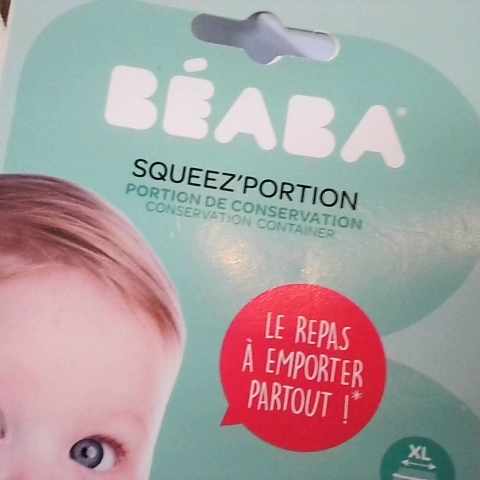 BÉABA®
SQUEEZ'PORTION
PORTION DE CONSERVATION
CONSERVATION CONTAINER
LE REPAS
À EMPORTER
PARTOUT !*
XL